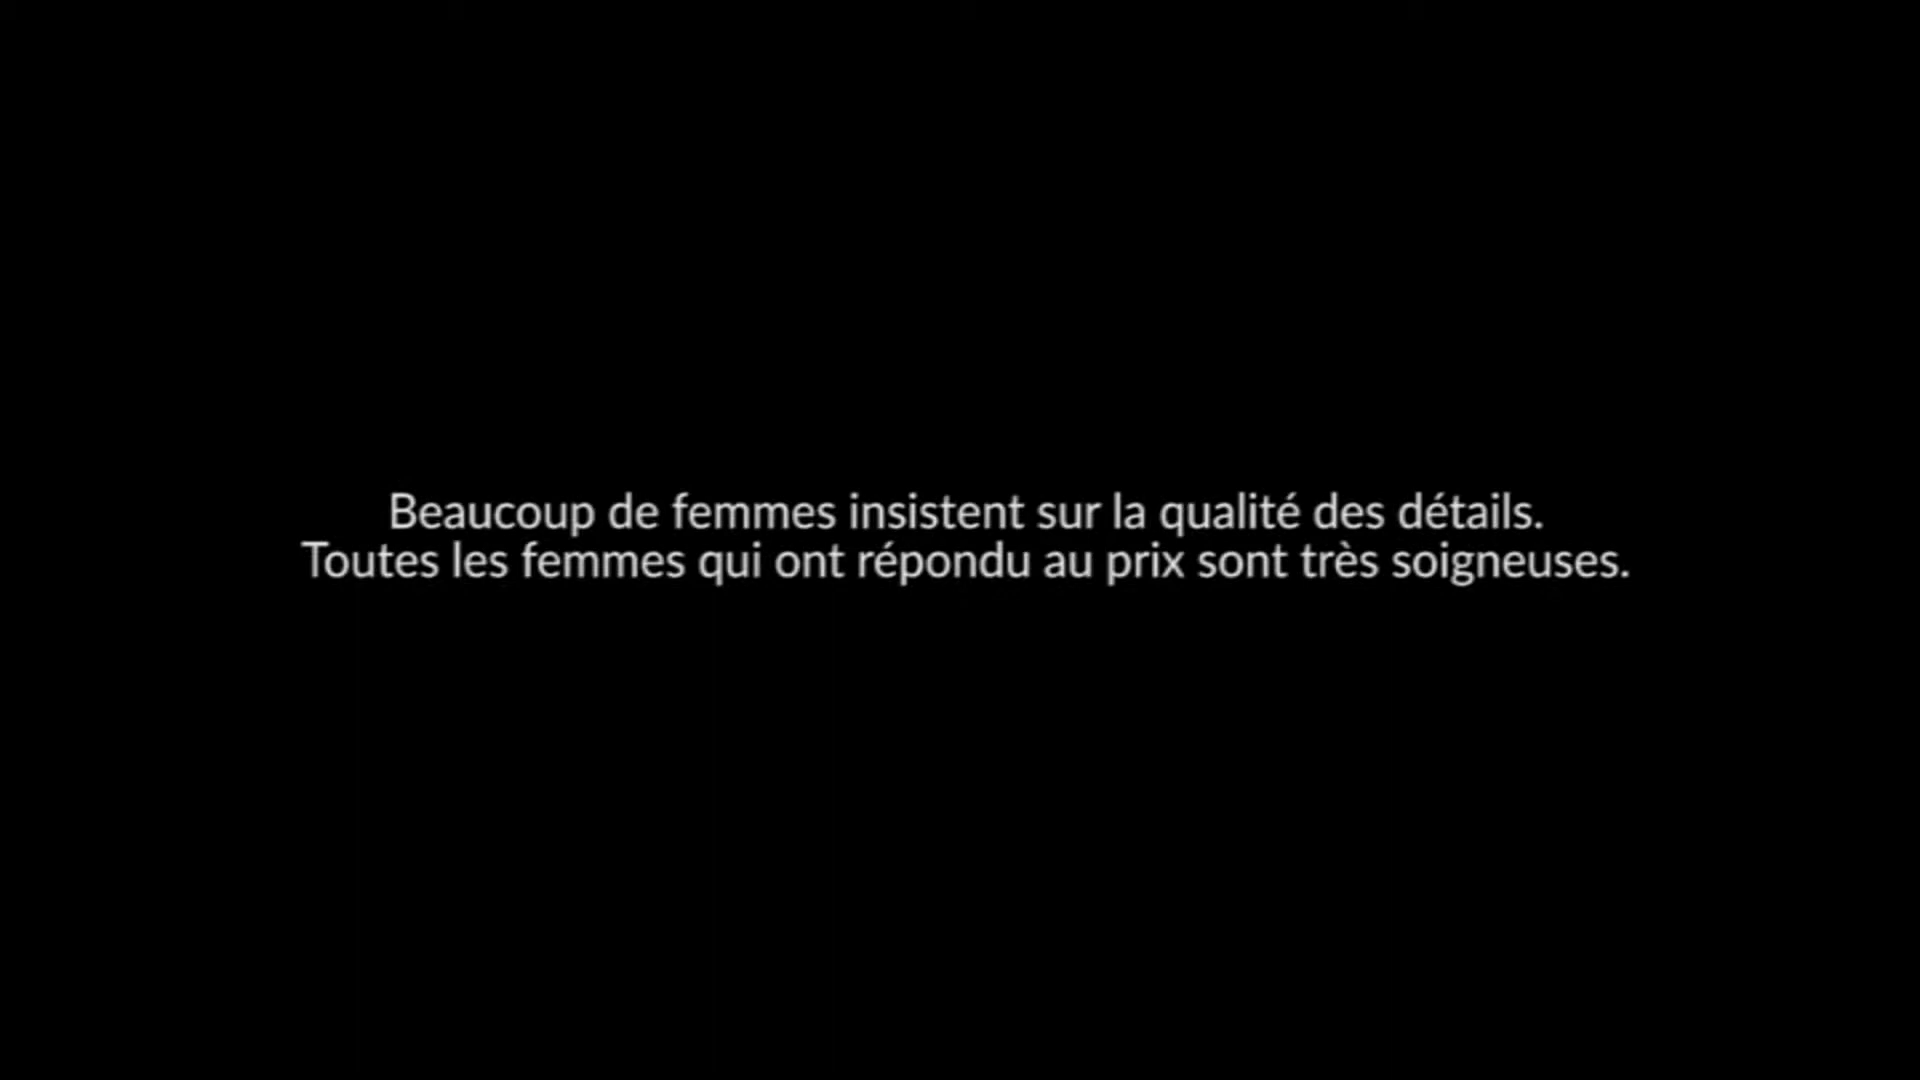 Beaucoup de femmes insistent sur la qualité des détails.
Toutes les femmes qui ont répondu au prix sont très soigneuses.